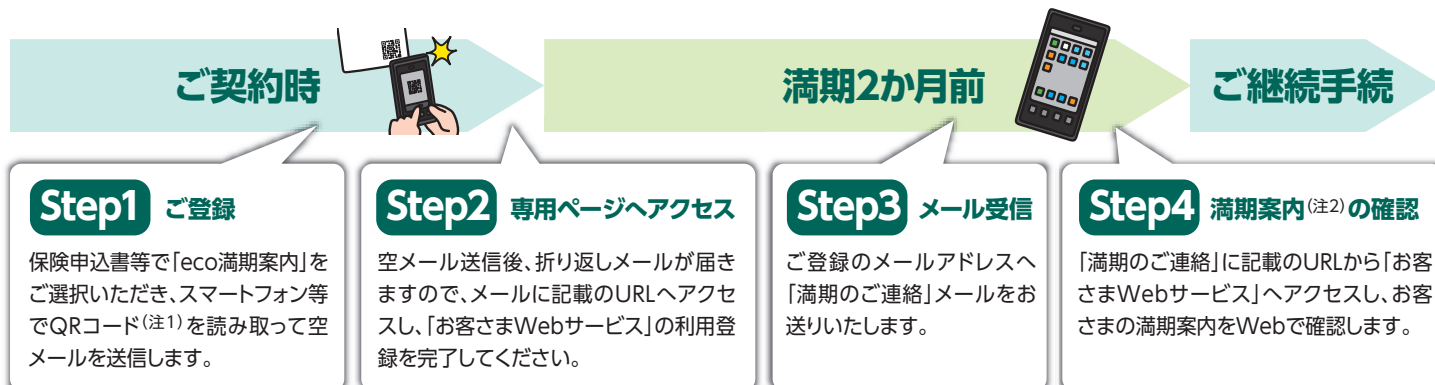 ご契約時
満期2か月前
ご継続手続
Step1 ご登録
保険申込書等で「eco満期案内」を
ご選択いただき、スマートフォン等
でQRコード(注1)を読み取って空
メールを送信します。
Step2 専用ページへアクセス
空メール送信後、折り返しメールが届き
ますので、メールに記載のURLへアクセ
スし、「お客さまWebサービス」の利用登
録を完了してください。
Step3 メール受信
ご登録のメールアドレスへ
「満期のご連絡」メールをお
送りいたします。
Step4 満期案内(注2)の確認
「満期のご連絡」に記載のURLから「お客
さまWebサービス」へアクセスし、お客
さまの満期案内をWebで確認します。